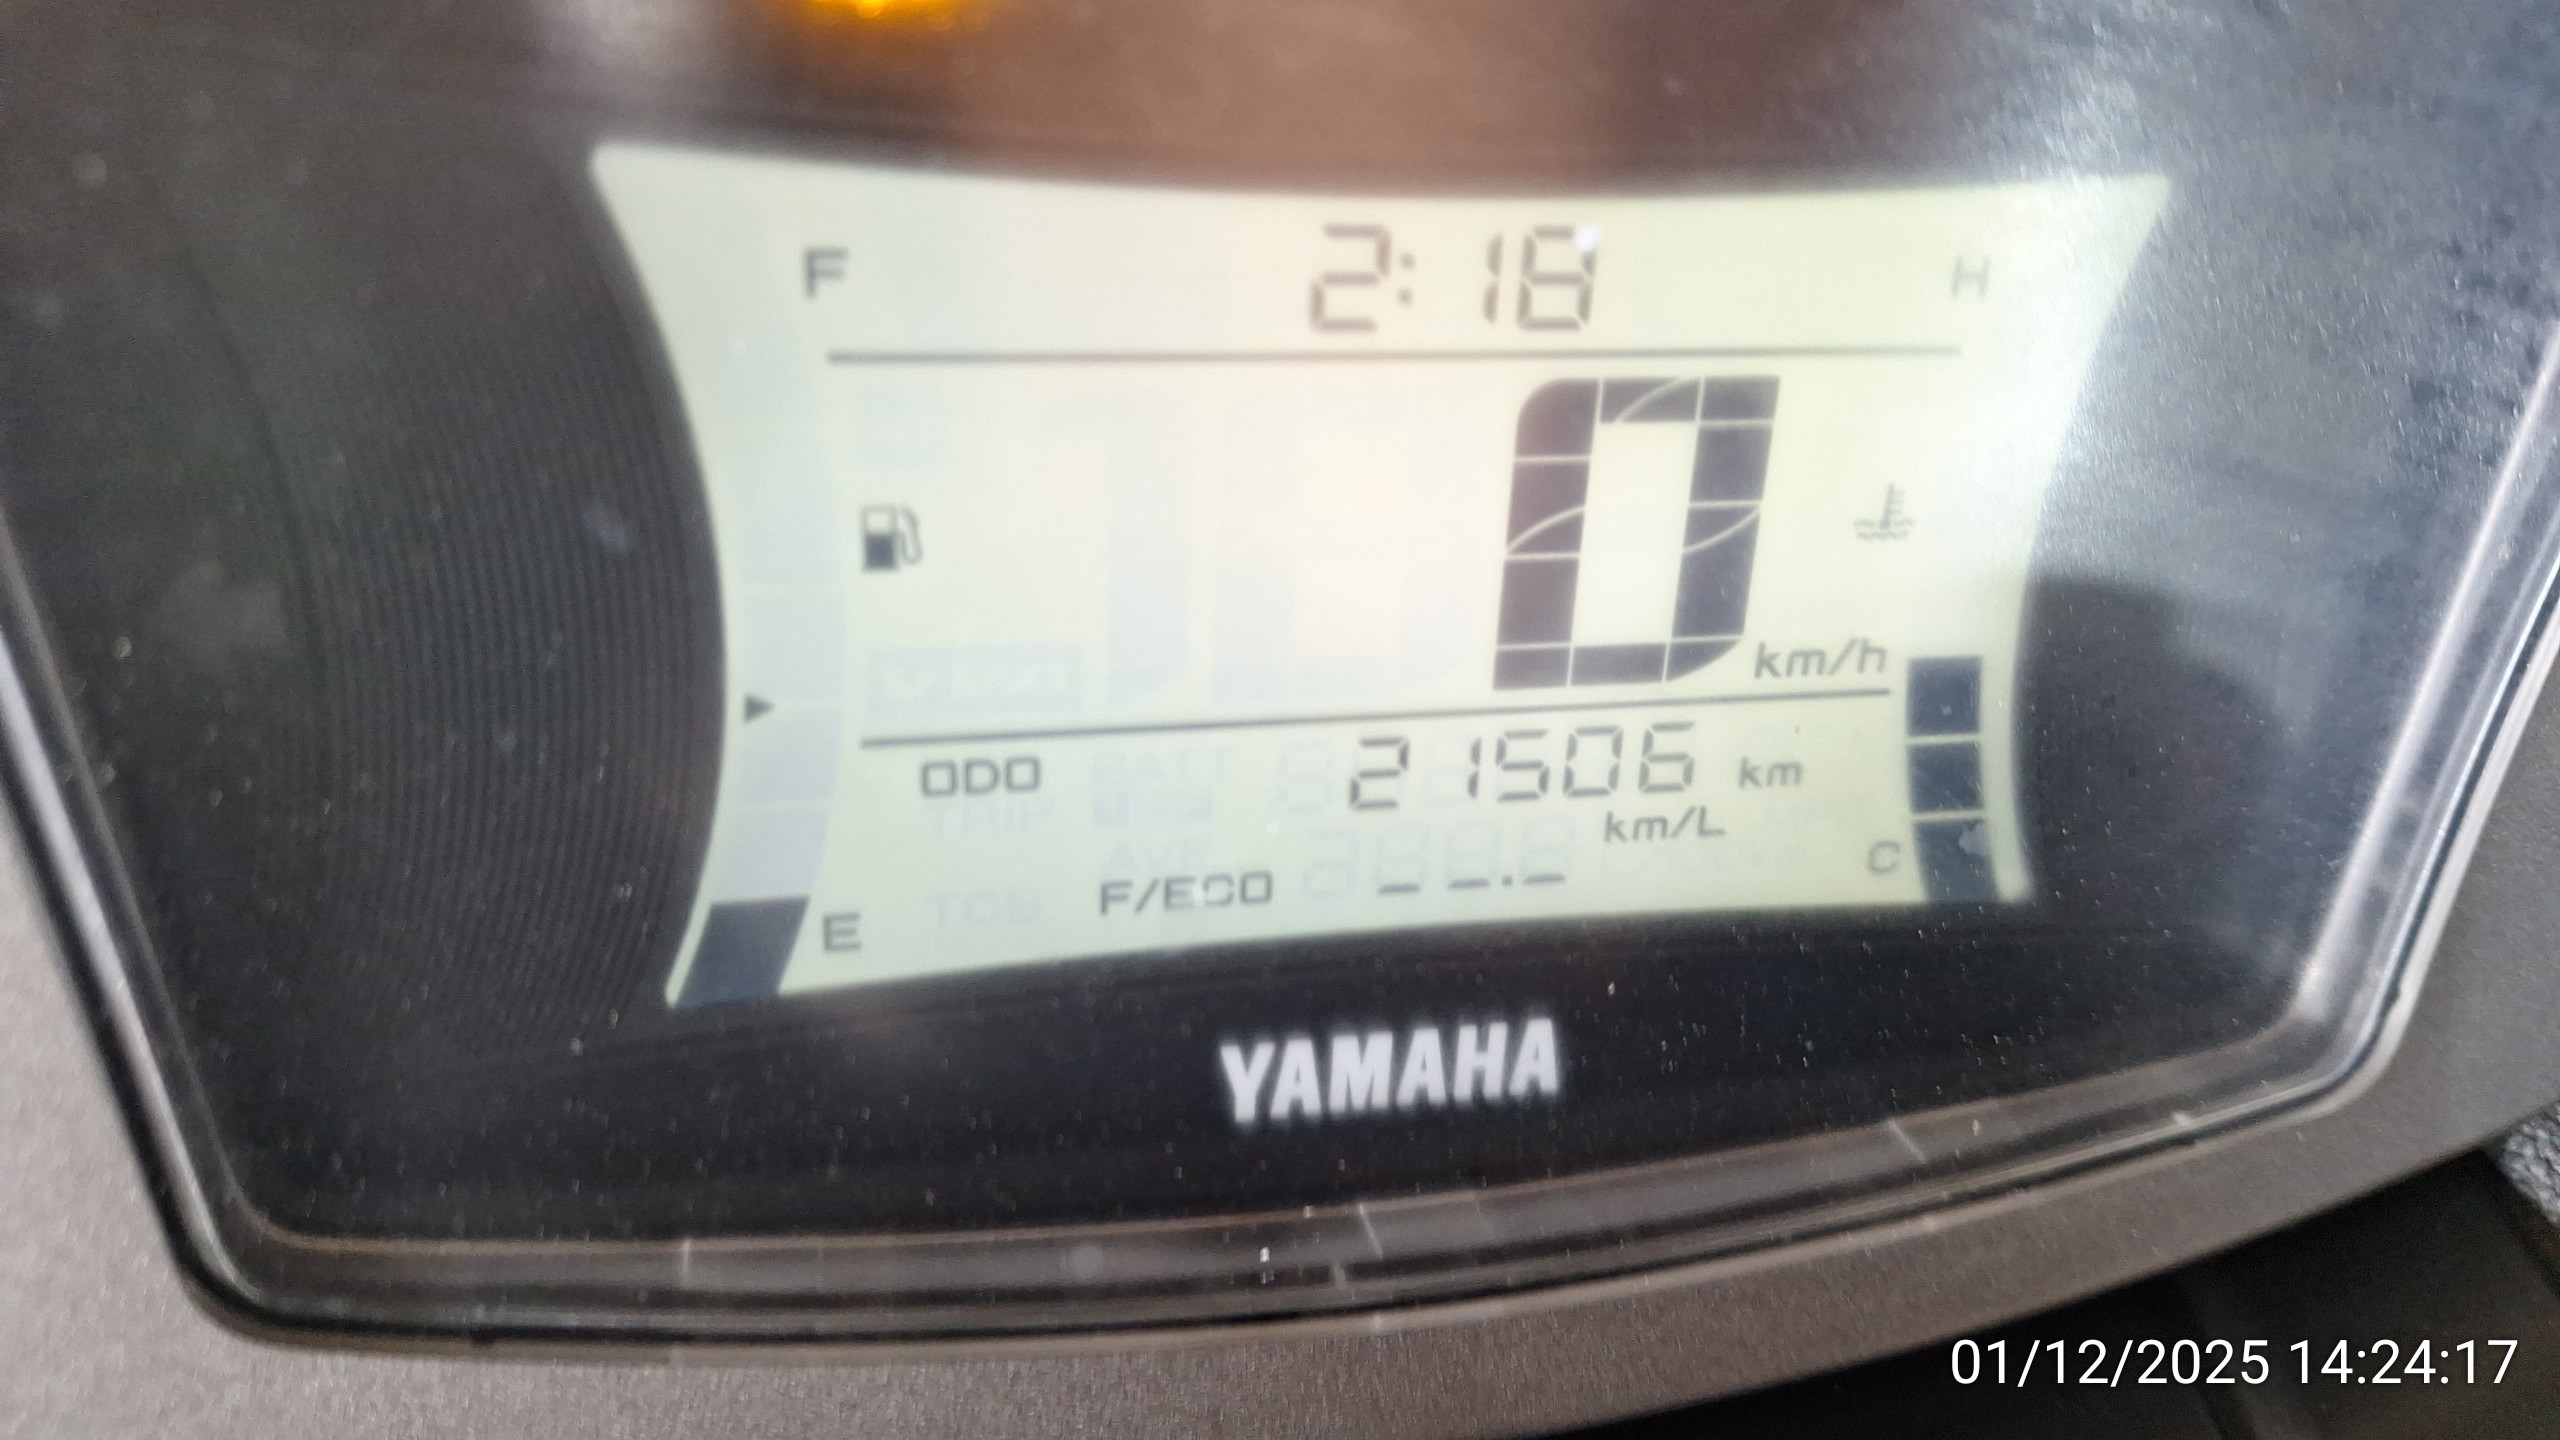 F 2:18 H
0 km/h
ODO 21506 km
km/L
F/ECO --.- C
E
YAMAHA
01/12/2025 14:24:17